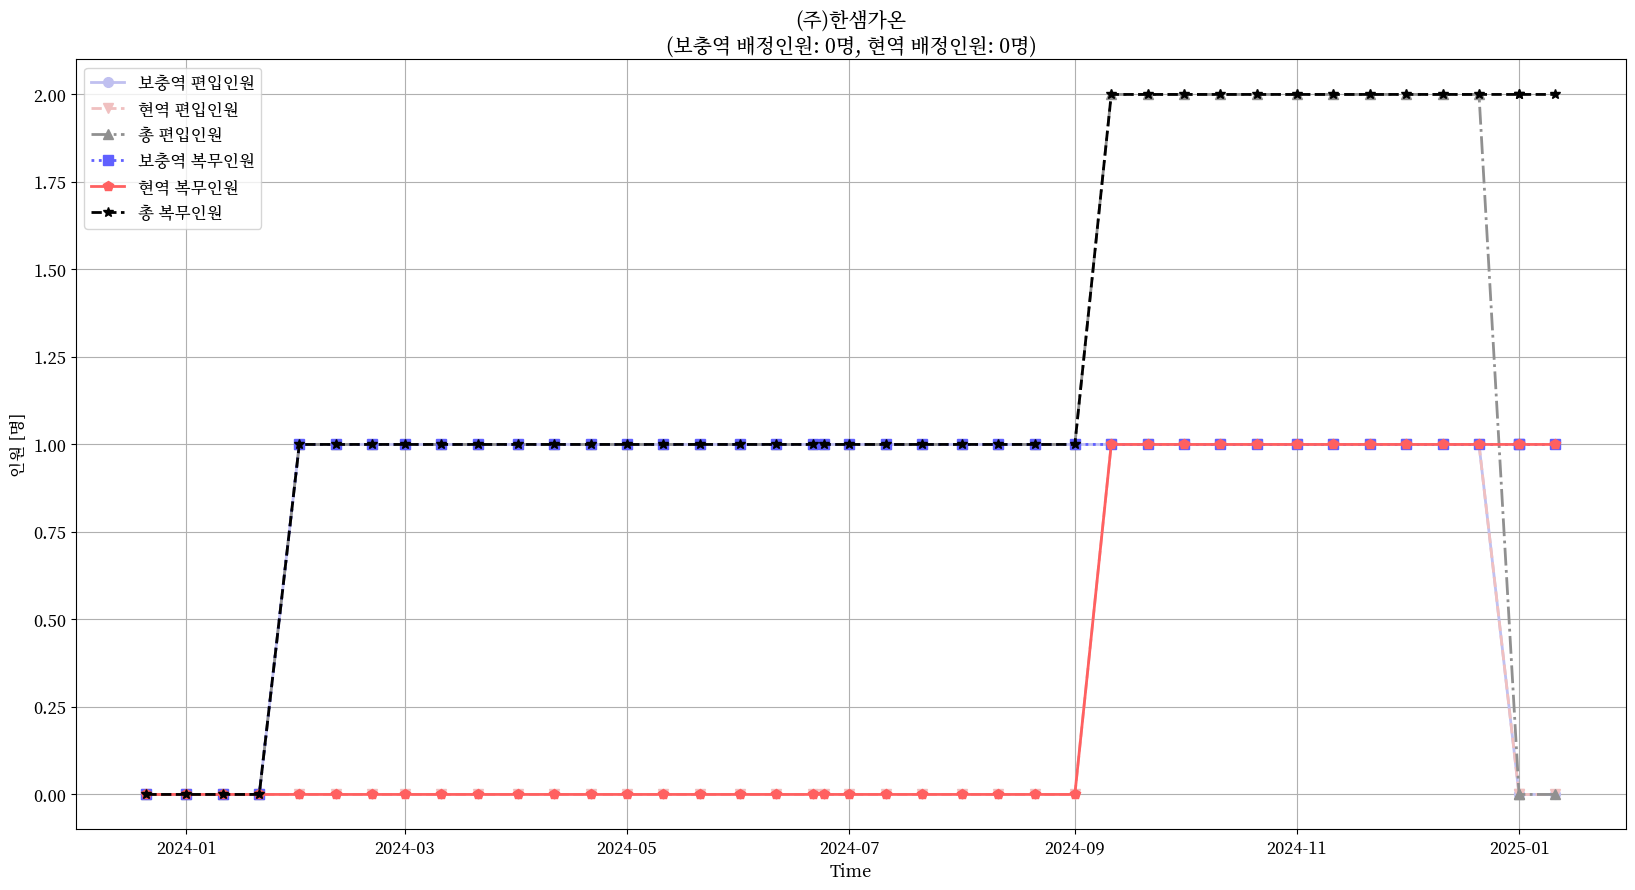 (주)한샘가온
(보충역 배정인원: 0명, 현역 배정인원: 0명)
보충역 편입인원
현역 편입인원
총 편입인원
보충역 복무인원
현역 복무인원
총 복무인원
인원 [명]
2.00
1.75
1.50
1.25
1.00
0.75
0.50
0.25
0.00
2024-01
2024-03
2024-05
2024-07
2024-09
2024-11
2025-01
Time